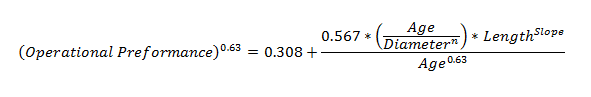 (Operational Preformance)^0.63 = 0.308 + (0.567 * (Age / Diameter^n) * Length^Slope) / Age^0.63